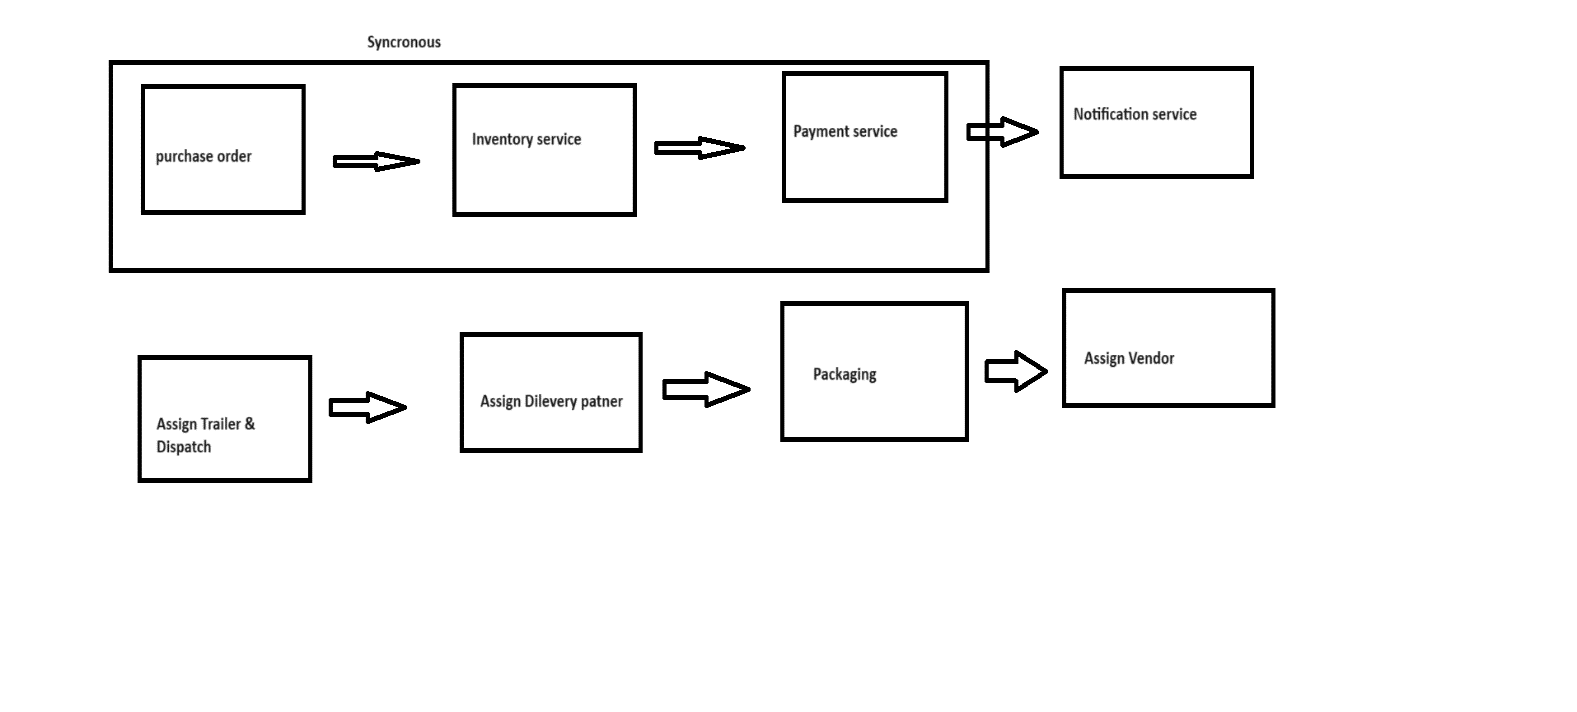 Syncronous
purchase order
Inventory service
Payment service
Notification service
Assign Trailer &
Dispatch
Assign Dilevery patner
Packaging
Assign Vendor